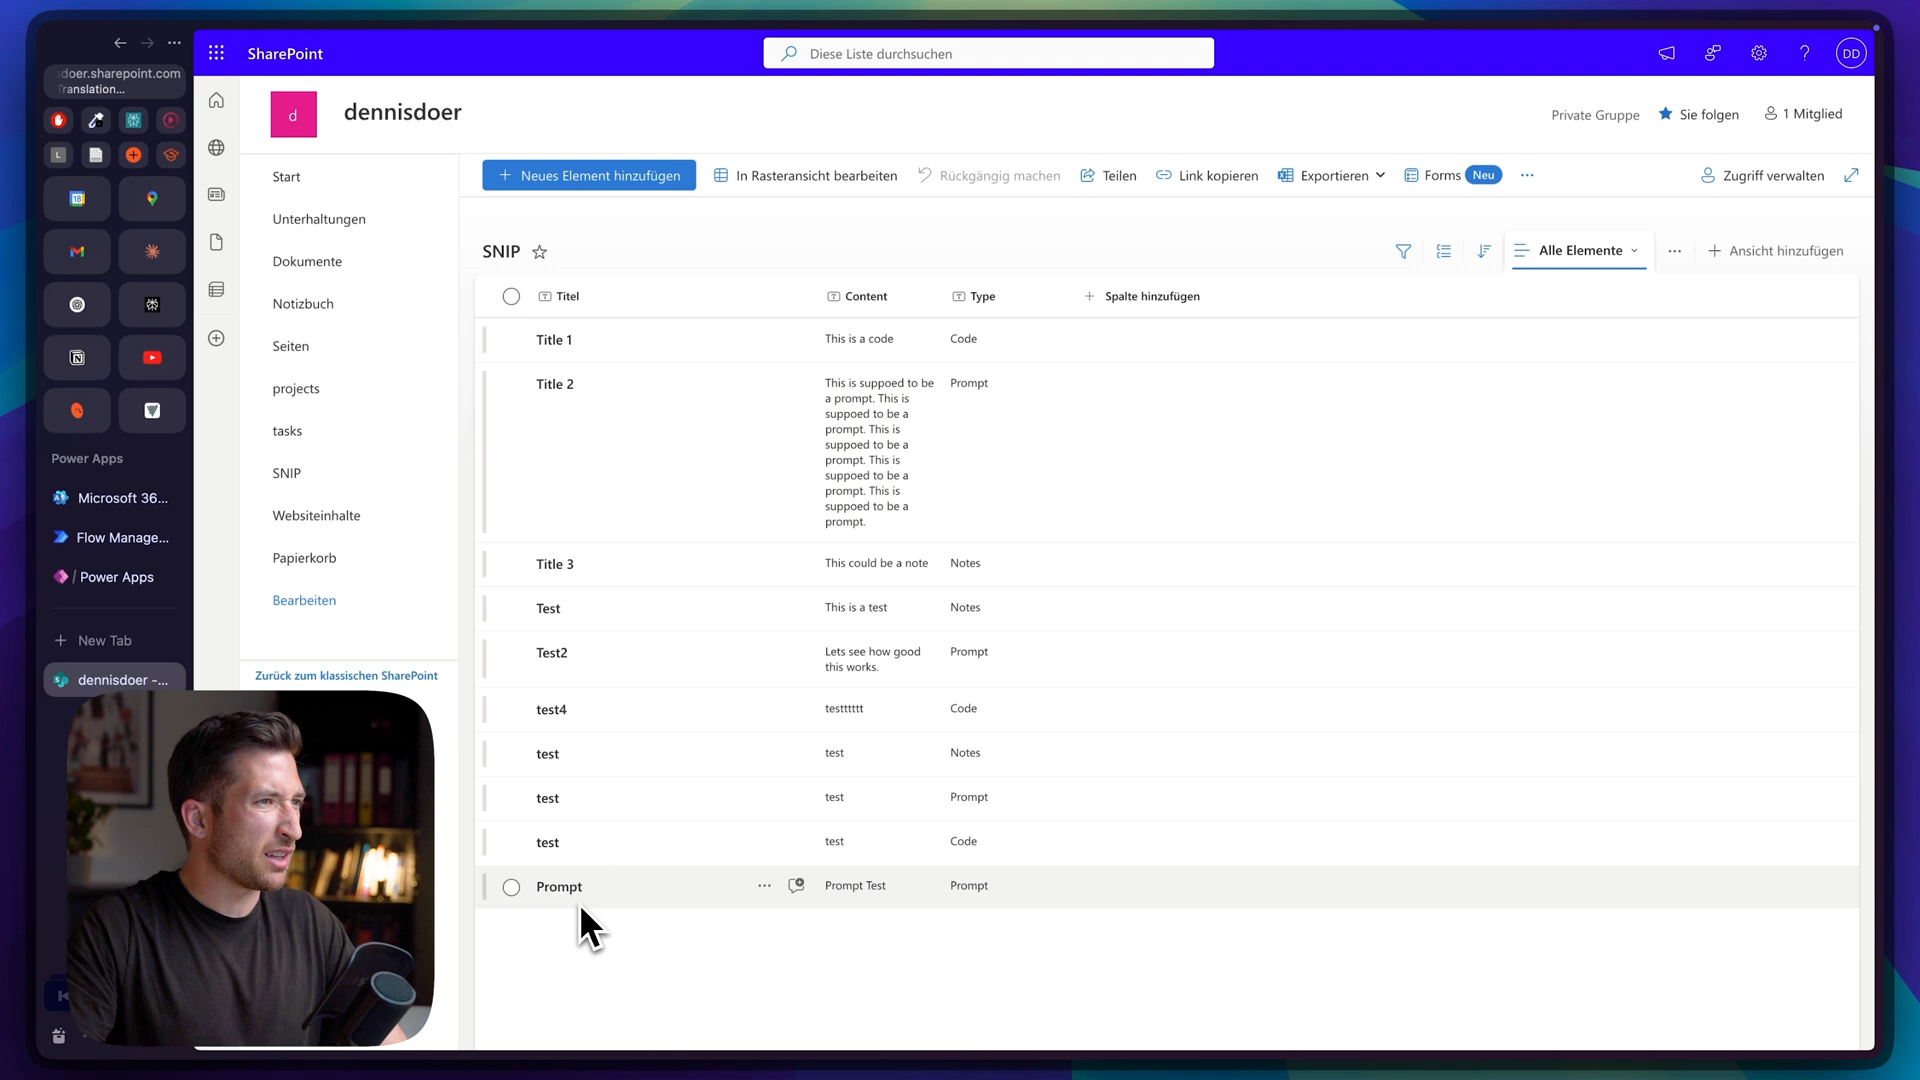 SharePoint
Diese Liste durchsuchen
DD
doer.sharepoint.com
Translation...
d
dennisdoer
Private Gruppe
Sie folgen
1 Mitglied
L
18
Start
Unterhaltungen
Dokumente
Notizbuch
Seiten
projects
tasks
SNIP
Websiteinhalte
Papierkorb
Bearbeiten
Zurück zum klassischen SharePoint
Power Apps
Microsoft 36...
Flow Manage...
/ Power Apps
+ New Tab
dennisdoer -...
+ Neues Element hinzufügen
In Rasteransicht bearbeiten
Rückgängig machen
Teilen
Link kopieren
Exportieren
Forms Neu
...
Zugriff verwalten
SNIP
Alle Elemente
...
+ Ansicht hinzufügen
Titel
Content
Type
+ Spalte hinzufügen
Title 1
This is a code
Code
Title 2
This is suppoed to be
a prompt. This is
suppoed to be a
prompt. This is
suppoed to be a
prompt. This is
suppoed to be a
prompt. This is
suppoed to be a
prompt.
Prompt
Title 3
This could be a note
Notes
Test
This is a test
Notes
Test2
Lets see how good
this works.
Prompt
test4
testttttt
Code
test
test
Notes
test
test
Prompt
test
test
Code
Prompt
...
Prompt Test
Prompt